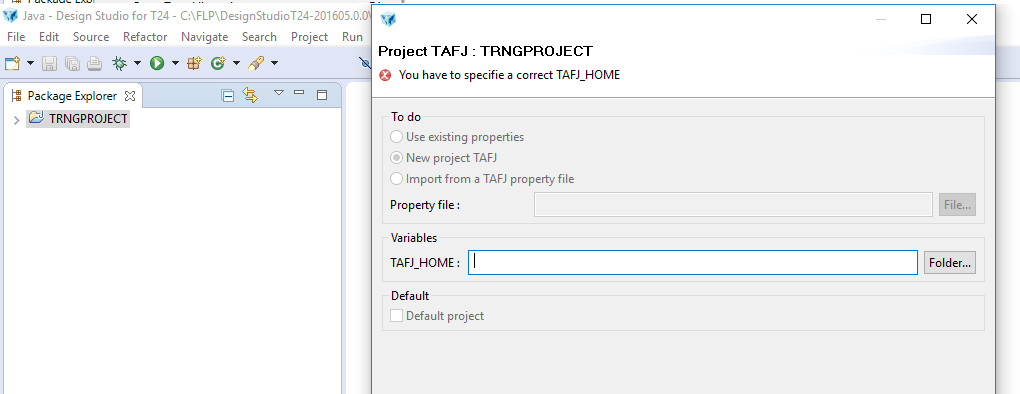 Java - Design Studio for T24 - C:\FLP\DesignStudioT24-201605.0.0\
File Edit Source Refactor Navigate Search Project Run
Package Explorer
TRNGPROJECT
Project TAFJ : TRNGPROJECT
You have to specifie a correct TAFJ_HOME
To do
Use existing properties
New project TAFJ
Import from a TAFJ property file
Property file :
File...
Variables
TAFJ_HOME :
Folder...
Default
Default project